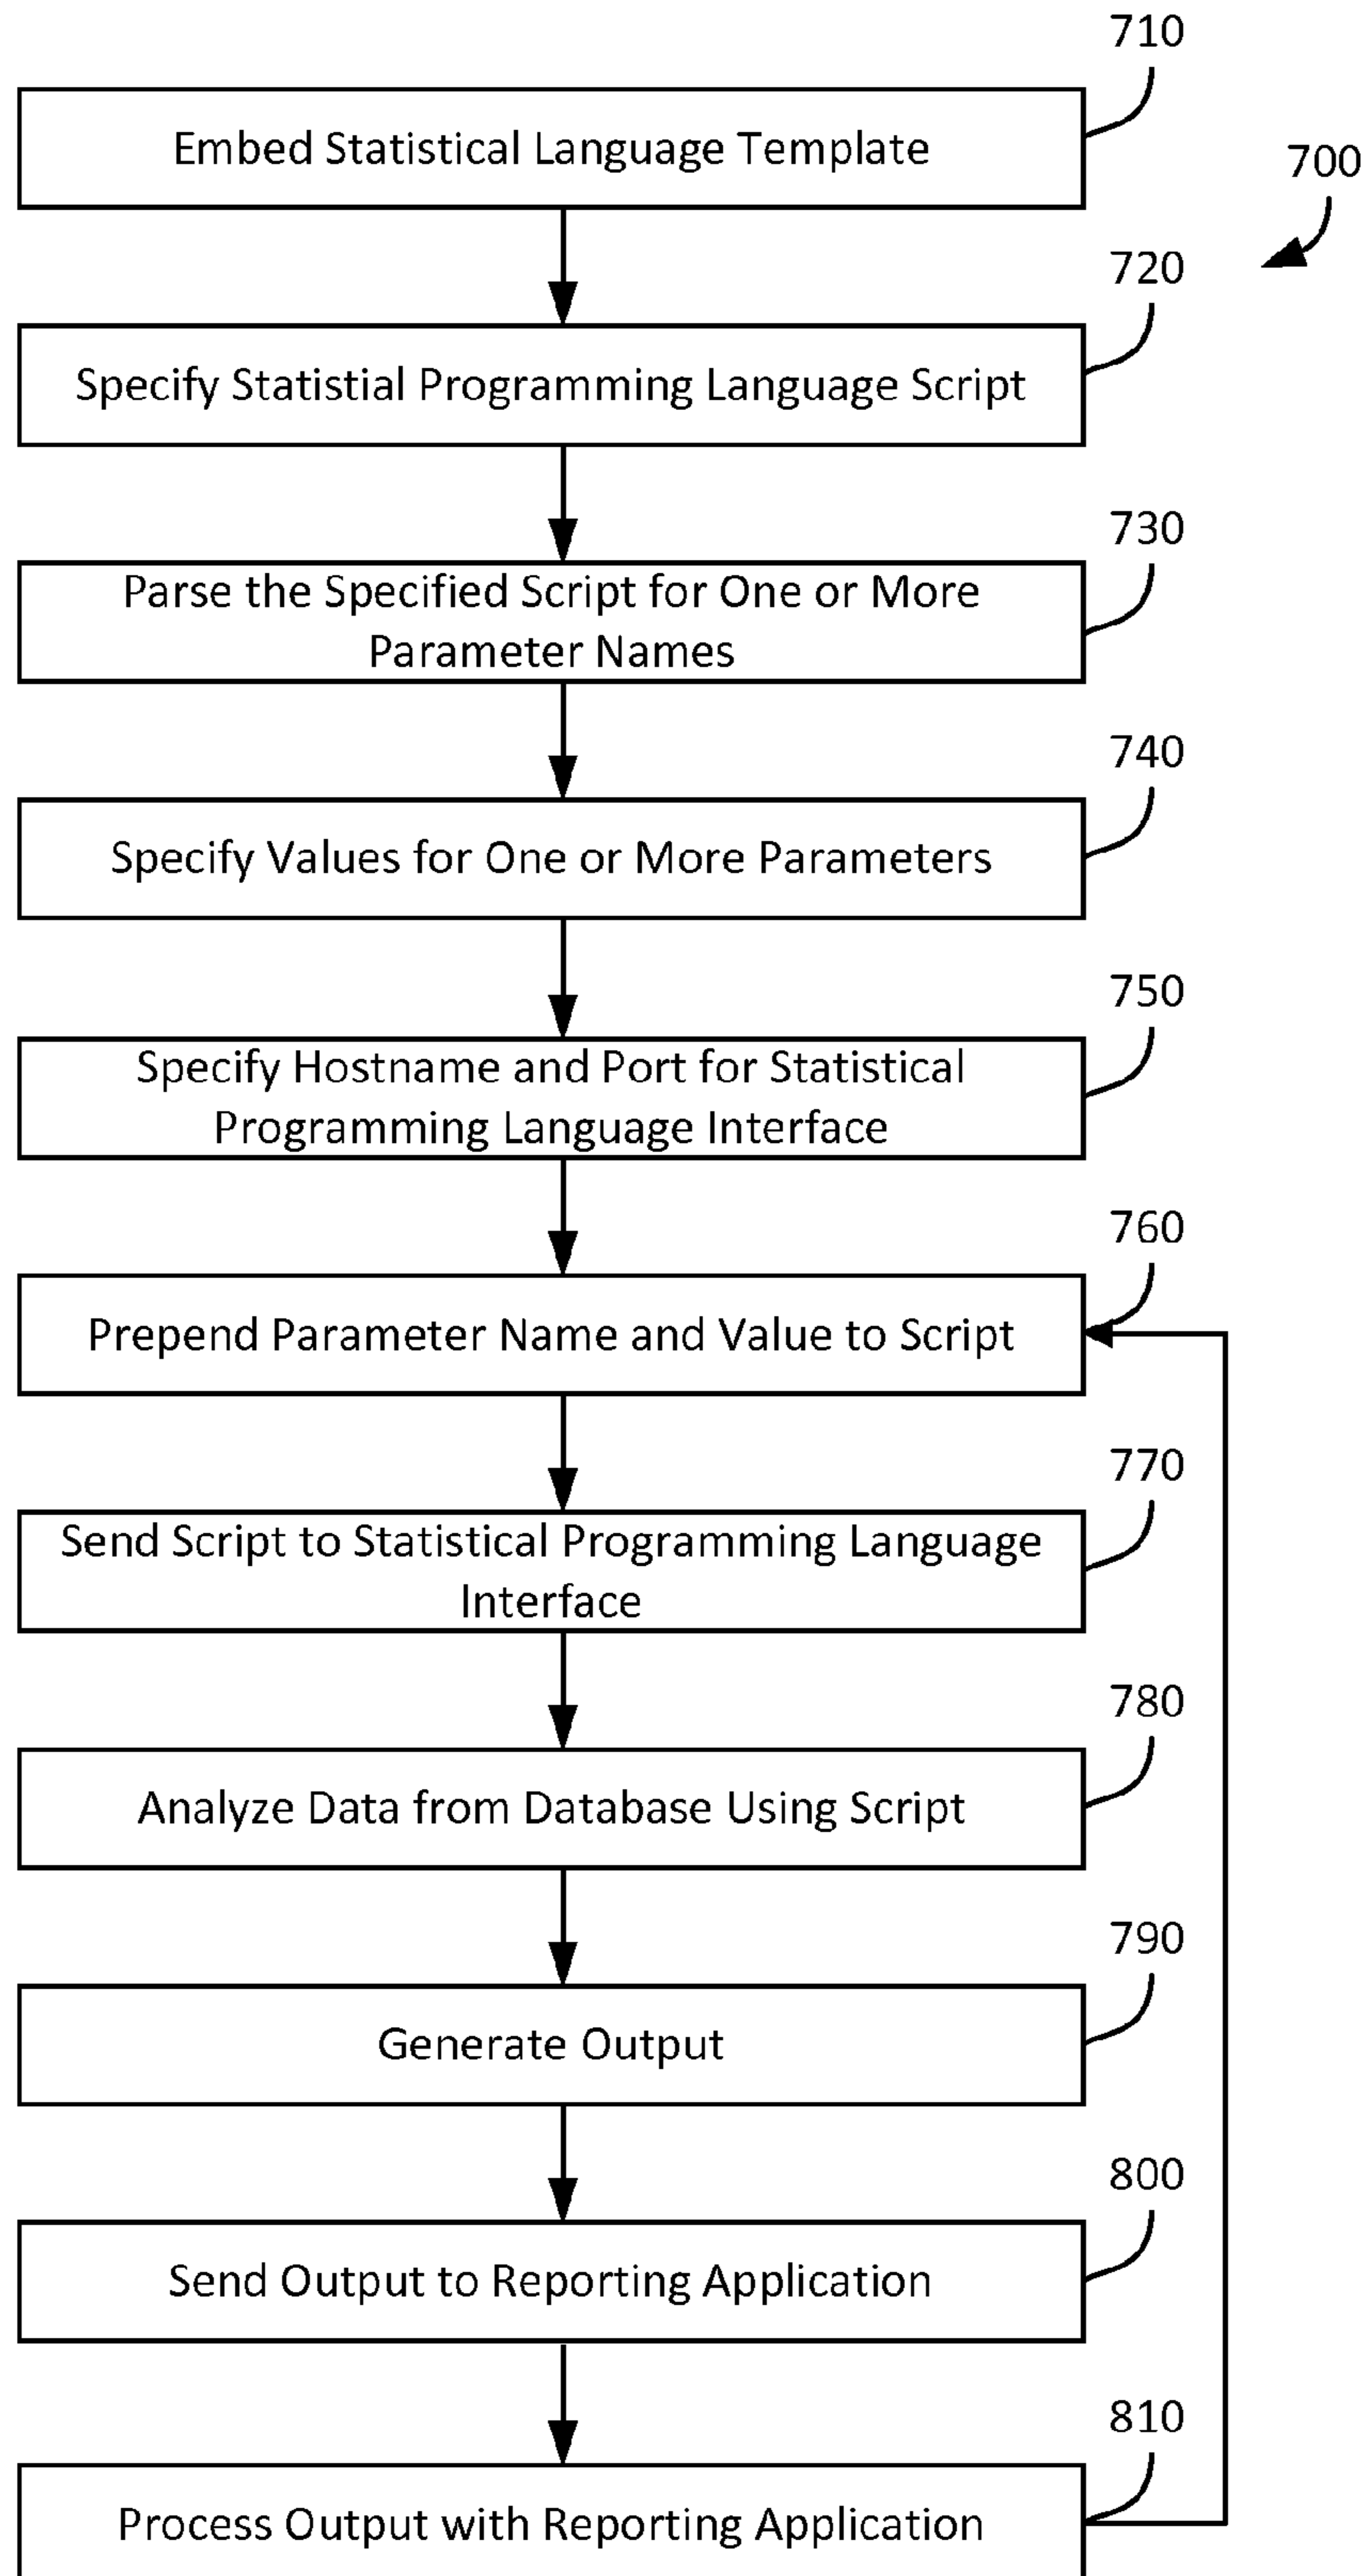 710
Embed Statistical Language Template
700
720
Specify Statistial Programming Language Script
730
Parse the Specified Script for One or More
Parameter Names
740
Specify Values for One or More Parameters
750
Specify Hostname and Port for Statistical
Programming Language Interface
760
Prepend Parameter Name and Value to Script
770
Send Script to Statistical Programming Language
Interface
780
Analyze Data from Database Using Script
790
Generate Output
800
Send Output to Reporting Application
810
Process Output with Reporting Application